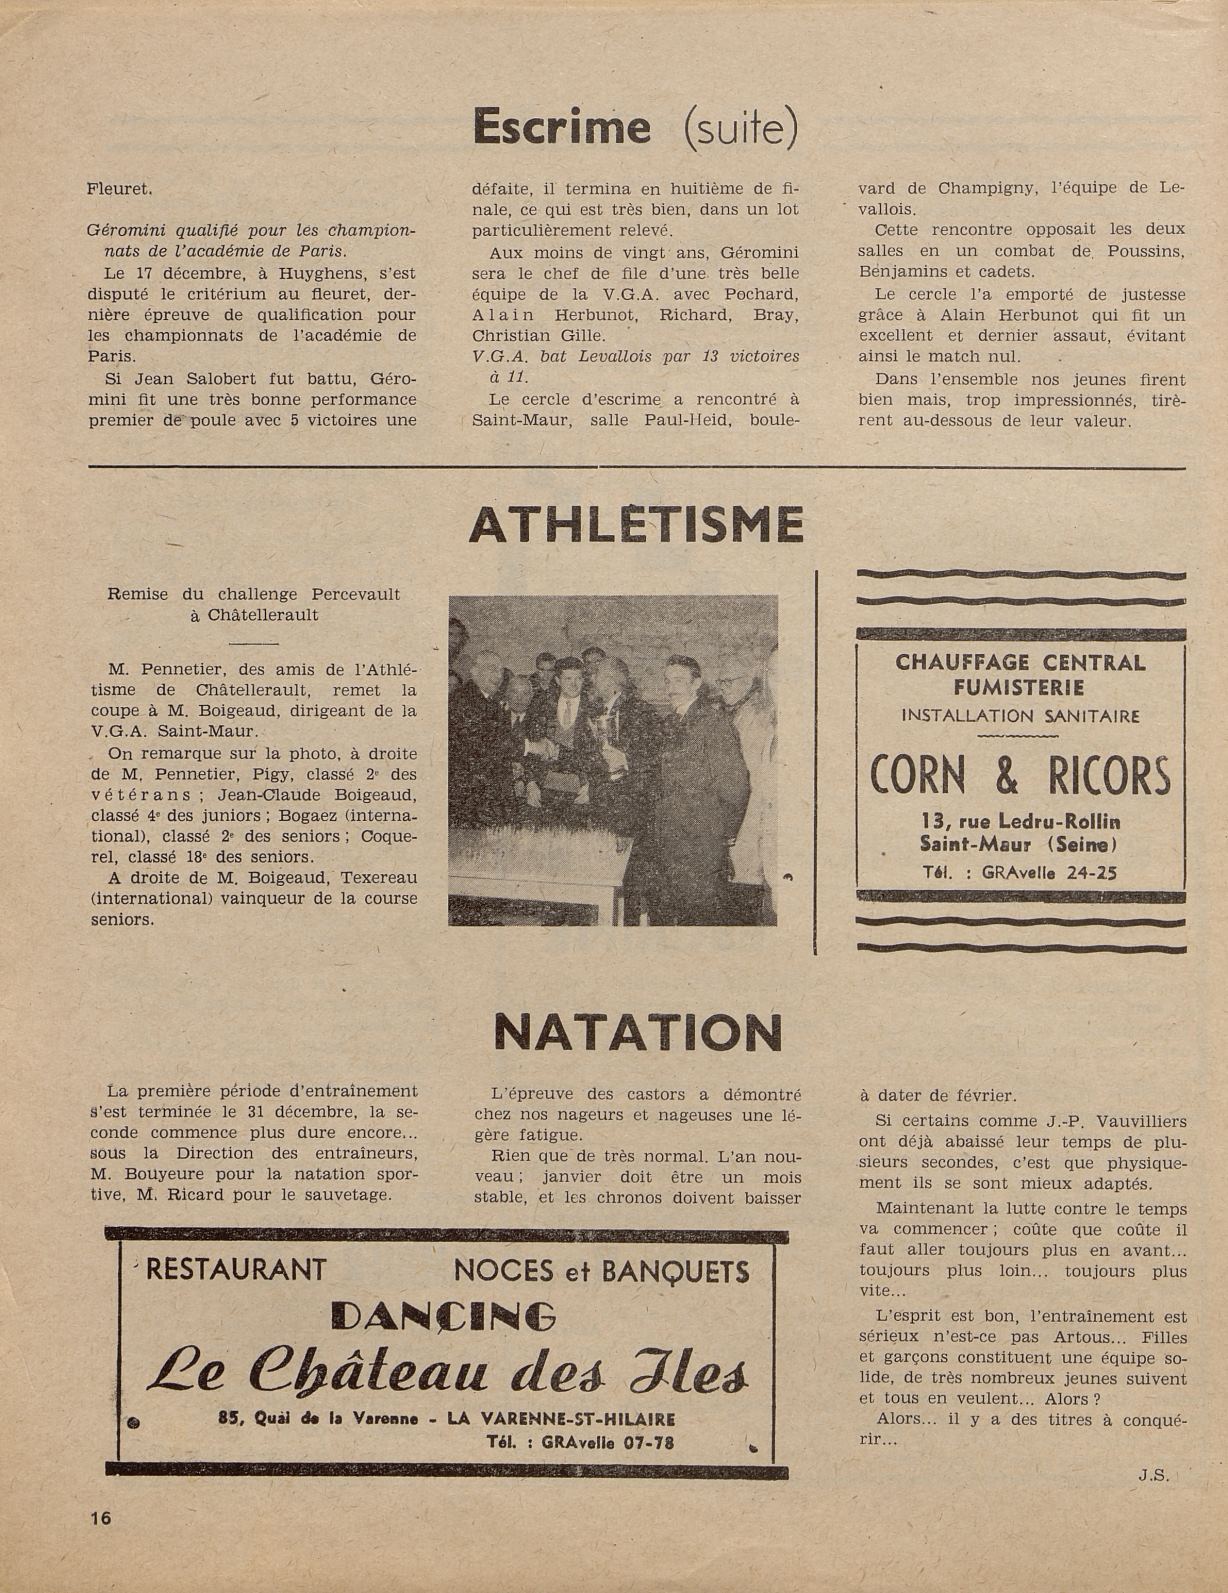 Escrime (suite)
Fleuret.
Géromini qualifié pour les champion-
nats de l'académie de Paris.
Le 17 décembre, à Huyghens, s'est
disputé le critérium au fleuret, der-
nière épreuve de qualification pour
les championnats de l'académie de
Paris.
Si Jean Salobert fut battu, Géro-
mini fit une très bonne performance
premier de poule avec 5 victoires une
défaite, il termina en huitième de fi-
nale, ce qui est très bien, dans un lot
particulièrement relevé.
Aux moins de vingt ans, Géromini
sera le chef de file d'une très belle
équipe de la V.G.A. avec Pochard,
Alain Herbunot, Richard, Bray,
Christian Gille.
V.G.A. bat Levallois par 13 victoires
à 11.
Le cercle d'escrime a rencontré à
Saint-Maur, salle Paul-Heid, boule-
vard de Champigny, l'équipe de Le-
vallois.
Cette rencontre opposait les deux
salles en un combat de Poussins,
Benjamins et cadets.
Le cercle l'a emporté de justesse
grâce à Alain Herbunot qui fit un
excellent et dernier assaut, évitant
ainsi le match nul.
Dans l'ensemble nos jeunes firent
bien mais, trop impressionnés, tirè-
rent au-dessous de leur valeur.
ATHLÉTISME
Remise du challenge Percevault
à Châtellerault
M. Pennetier, des amis de l'Athlé-
tisme de Châtellerault, remet la
coupe à M. Boigeaud, dirigeant de la
V.G.A. Saint-Maur.
On remarque sur la photo, à droite
de M. Pennetier, Pigy, classé 2e des
vétérans ; Jean-Claude Boigeaud,
classé 4e des juniors ; Bogaez (interna-
tional), classé 2e des seniors ; Coque-
rel, classé 18e des seniors.
A droite de M. Boigeaud, Texereau
(international) vainqueur de la course
seniors.
CHAUFFAGE CENTRAL
FUMISTERIE
INSTALLATION SANITAIRE
CORN & RICORS
13, rue Ledru-Rollin
Saint-Maur (Seine)
Tél. : GRAvelle 24-25
NATATION
La première période d'entraînement
s'est terminée le 31 décembre, la se-
conde commence plus dure encore...
sous la Direction des entraîneurs,
M. Bouyeure pour la natation spor-
tive, M. Ricard pour le sauvetage.
L'épreuve des castors a démontré
chez nos nageurs et nageuses une lé-
gère fatigue.
Rien que de très normal. L'an nou-
veau ; janvier doit être un mois
stable, et les chronos doivent baisser
à dater de février.
Si certains comme J.-P. Vauvilliers
ont déjà abaissé leur temps de plu-
sieurs secondes, c'est que physique-
ment ils se sont mieux adaptés.
Maintenant la lutte contre le temps
va commencer ; coûte que coûte il
faut aller toujours plus en avant...
toujours plus loin... toujours plus
vite...
L'esprit est bon, l'entraînement est
sérieux n'est-ce pas Artous... Filles
et garçons constituent une équipe so-
lide, de très nombreux jeunes suivent
et tous en veulent... Alors ?
Alors... il y a des titres à conqué-
rir...
J.S.
RESTAURANT NOCES et BANQUETS
DANCING
Le Château des Iles
85, Quai de la Varenne - LA VARENNE-ST-HILAIRE
Tél. : GRAvelle 07-78
16